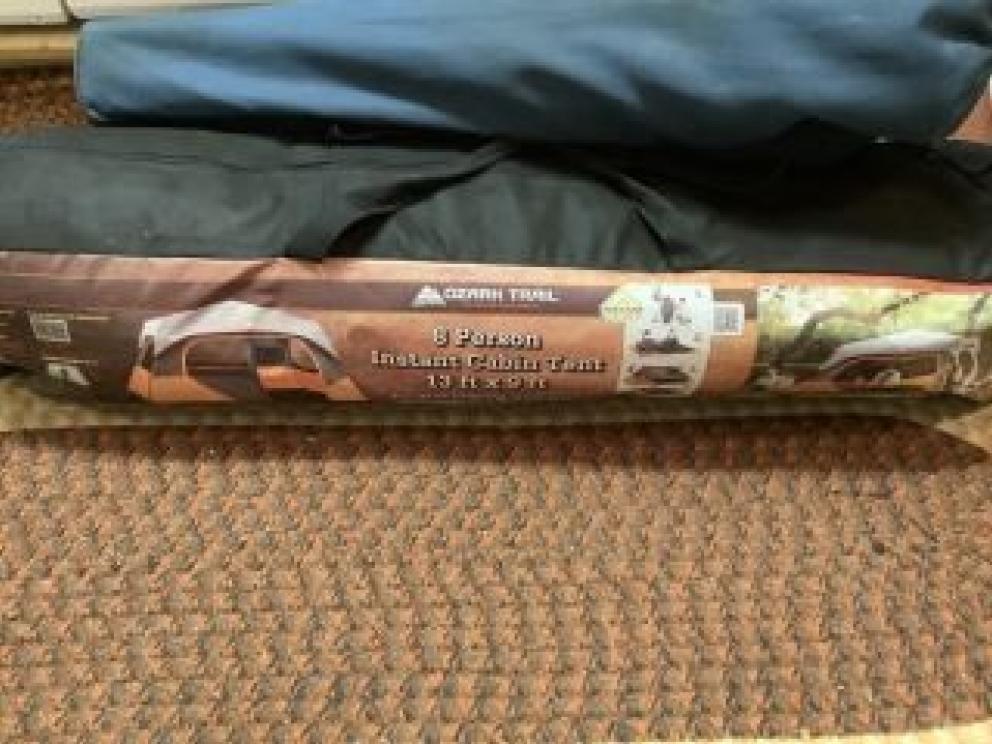 OZARK TRAIL
8 Person
Instant Cabin Tent
13 ft x 9 ft